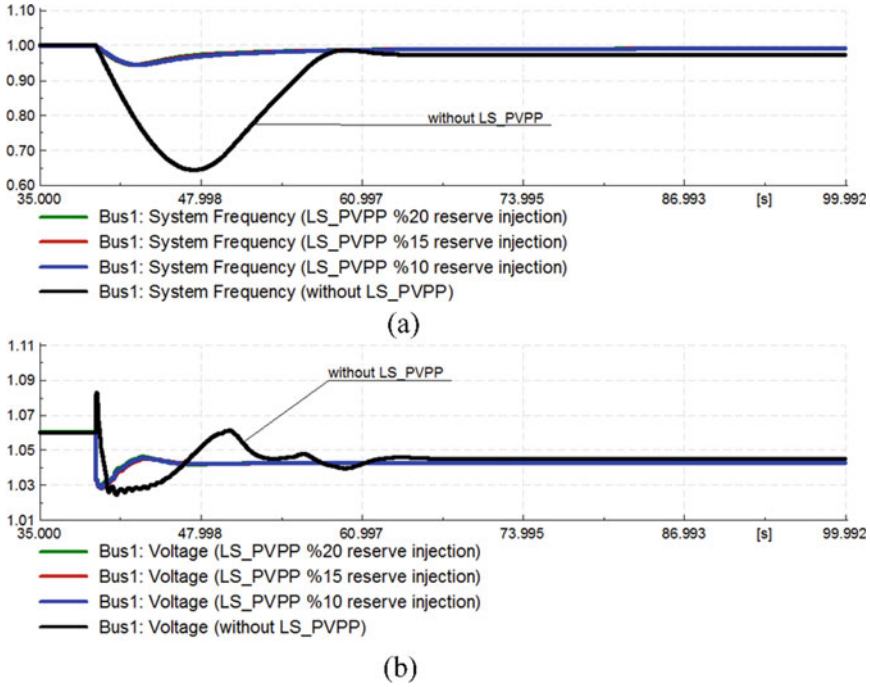 1.00
0.90
0.80
without LS_PVPP
0.70
0.60
35.000 47.998 60.997 73.995 86.993 [s] 99.992
Bus1: System Frequency (LS_PVPP %20 reserve injection)
Bus1: System Frequency (LS_PVPP %15 reserve injection)
Bus1: System Frequency (LS_PVPP %10 reserve injection)
Bus1: System Frequency (without LS_PVPP)
(a)
1.11
1.09
without LS_PVPP
1.07
1.05
1.03
1.01
35.000 47.998 60.997 73.995 86.993 [s] 99.992
Bus1: Voltage (LS_PVPP %20 reserve injection)
Bus1: Voltage (LS_PVPP %15 reserve injection)
Bus1: Voltage (LS_PVPP %10 reserve injection)
Bus1: Voltage (without LS_PVPP)
(b)